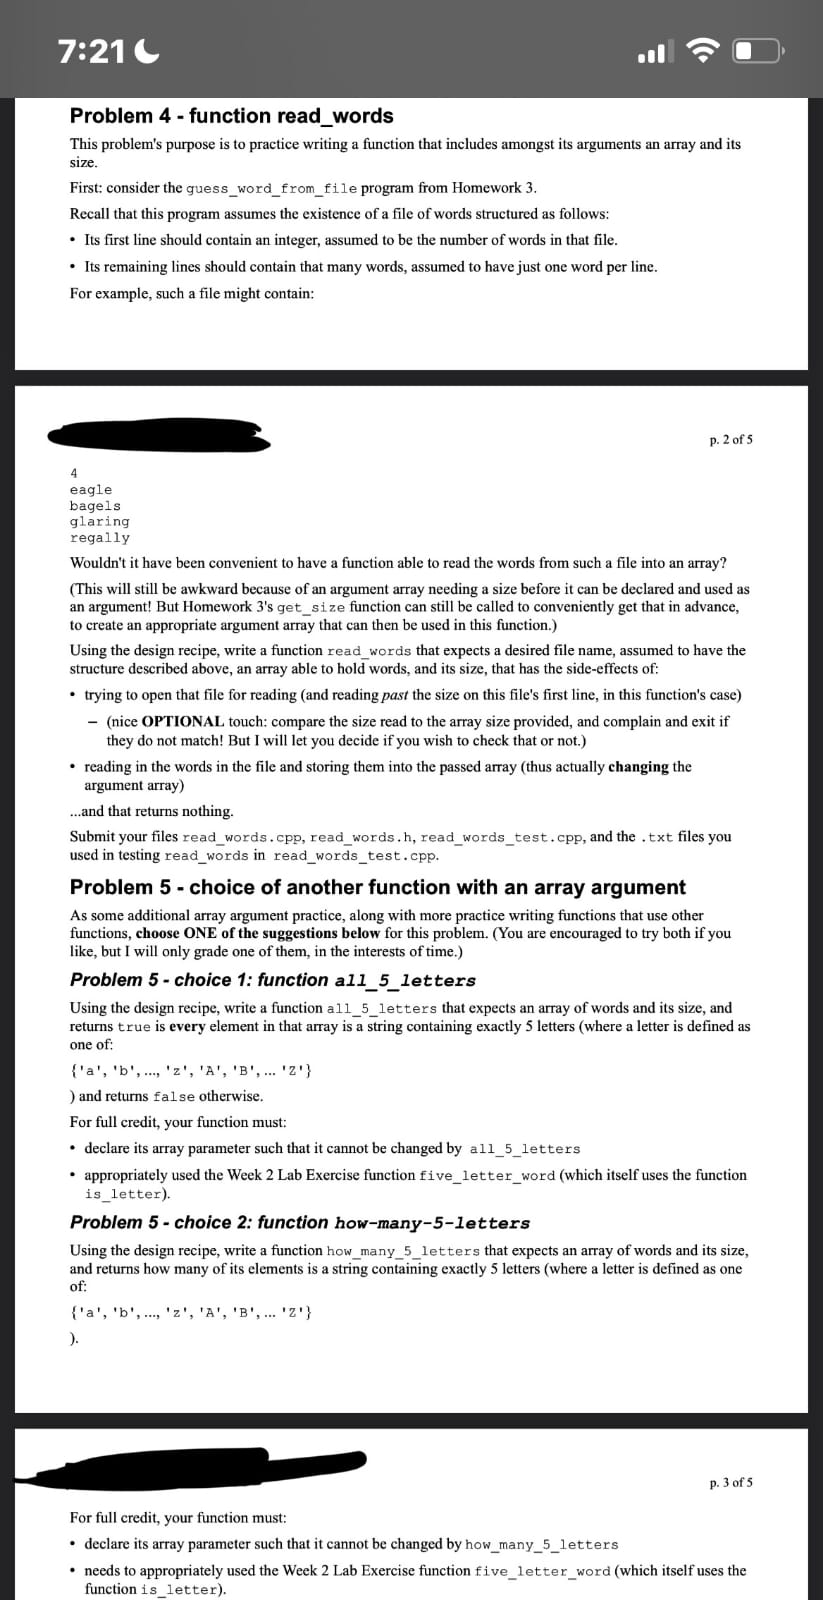 7:21
Problem 4 - function read_words
This problem's purpose is to practice writing a function that includes amongst its arguments an array and its
size.
First: consider the guess_word_from_file program from Homework 3.
Recall that this program assumes the existence of a file of words structured as follows:
• Its first line should contain an integer, assumed to be the number of words in that file.
• Its remaining lines should contain that many words, assumed to have just one word per line.
For example, such a file might contain:
p. 2 of 5
4
eagle
bagels
glaring
regally
Wouldn't it have been convenient to have a function able to read the words from such a file into an array?
(This will still be awkward because of an argument array needing a size before it can be declared and used as
an argument! But Homework 3's get_size function can still be called to conveniently get that in advance,
to create an appropriate argument array that can then be used in this function.)
Using the design recipe, write a function read_words that expects a desired file name, assumed to have the
structure described above, an array able to hold words, and its size, that has the side-effects of:
• trying to open that file for reading (and reading past the size on this file's first line, in this function's case)
– (nice OPTIONAL touch: compare the size read to the array size provided, and complain and exit if
they do not match! But I will let you decide if you wish to check that or not.)
• reading in the words in the file and storing them into the passed array (thus actually changing the
argument array)
...and that returns nothing.
Submit your files read_words.cpp, read_words.h, read_words_test.cpp, and the .txt files you
used in testing read_words in read_words_test.cpp.
Problem 5 - choice of another function with an array argument
As some additional array argument practice, along with more practice writing functions that use other
functions, choose ONE of the suggestions below for this problem. (You are encouraged to try both if you
like, but I will only grade one of them, in the interests of time.)
Problem 5 - choice 1: function all_5_letters
Using the design recipe, write a function all_5_letters that expects an array of words and its size, and
returns true is every element in that array is a string containing exactly 5 letters (where a letter is defined as
one of:
{'a', 'b', ..., 'z', 'A', 'B', ... 'Z'}
) and returns false otherwise.
For full credit, your function must:
• declare its array parameter such that it cannot be changed by all_5_letters
• appropriately used the Week 2 Lab Exercise function five_letter_word (which itself uses the function
is_letter).
Problem 5 - choice 2: function how-many-5-letters
Using the design recipe, write a function how_many_5_letters that expects an array of words and its size,
and returns how many of its elements is a string containing exactly 5 letters (where a letter is defined as one
of:
{'a', 'b', ..., 'z', 'A', 'B', ... 'Z'}
).
p. 3 of 5
For full credit, your function must:
• declare its array parameter such that it cannot be changed by how_many_5_letters
• needs to appropriately used the Week 2 Lab Exercise function five_letter_word (which itself uses the
function is_letter).